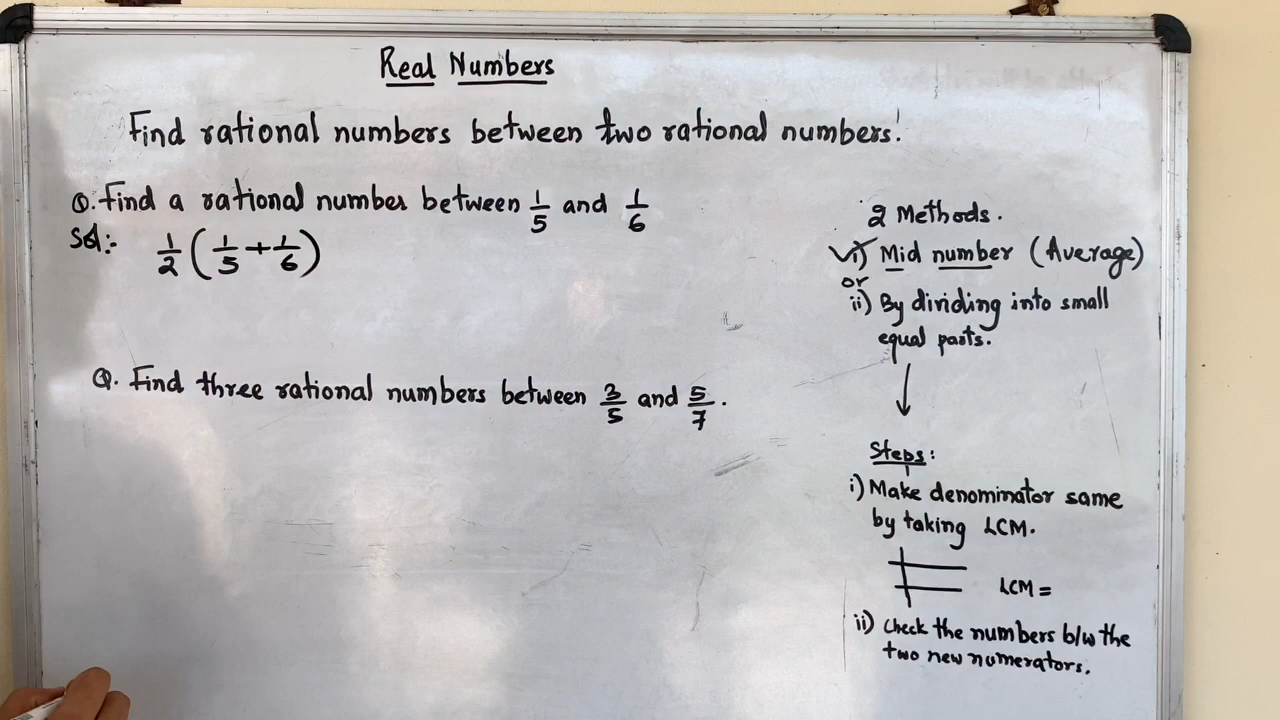 Real Numbers
Find rational numbers between two rational numbers!
Q. Find a rational number between 1/5 and 1/6
Sol:- 1/2 (1/5 + 1/6)
Q. Find three rational numbers between 3/5 and 5/7.
2 Methods.
i) Mid number (Average)
or
ii) By dividing into small
equal parts.
Steps:
i) Make denominator same
by taking LCM.
LCM =
ii) Check the numbers b/w the
two new numerators.